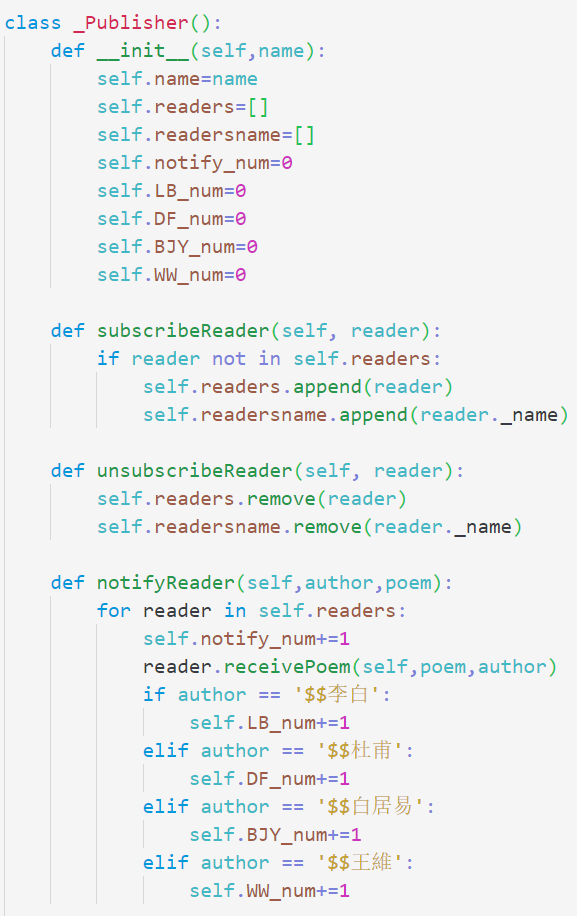 class _Publisher():
    def __init__(self,name):
        self.name=name
        self.readers=[]
        self.readersname=[]
        self.notify_num=0
        self.LB_num=0
        self.DF_num=0
        self.BJY_num=0
        self.WW_num=0

    def subscribeReader(self, reader):
        if reader not in self.readers:
            self.readers.append(reader)
            self.readersname.append(reader._name)

    def unsubscribeReader(self, reader):
        self.readers.remove(reader)
        self.readersname.remove(reader._name)

    def notifyReader(self,author,poem):
        for reader in self.readers:
            self.notify_num+=1
            reader.receivePoem(self,poem,author)
            if author == '$$李白':
                self.LB_num+=1
            elif author == '$$杜甫':
                self.DF_num+=1
            elif author == '$$白居易':
                self.BJY_num+=1
            elif author == '$$王維':
                self.WW_num+=1